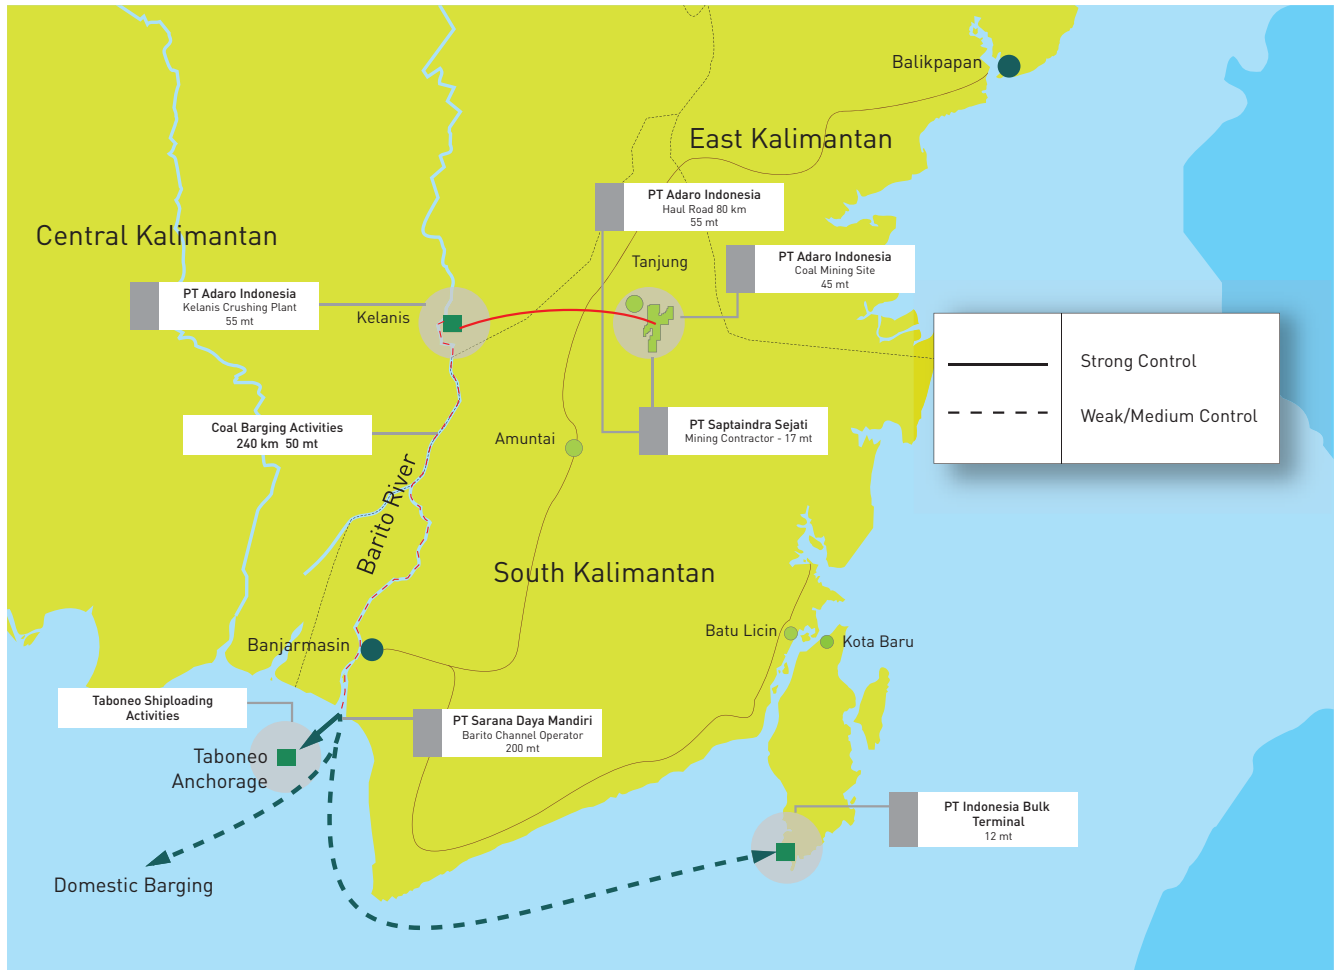 Balikpapan
East Kalimantan
PT Adaro Indonesia
Haul Road 80 km
55 mt
Central Kalimantan
Tanjung
PT Adaro Indonesia
Coal Mining Site
45 mt
PT Adaro Indonesia
Kelanis Crushing Plant
55 mt
Kelanis
Strong Control
Weak/Medium Control
Coal Barging Activities
240 km 50 mt
Amuntai
PT Saptaindra Sejati
Mining Contractor - 17 mt
Barito River
South Kalimantan
Batu Licin
Kota Baru
Banjarmasin
Taboneo Shiploading
Activities
PT Sarana Daya Mandiri
Barito Channel Operator
200 mt
Taboneo
Anchorage
PT Indonesia Bulk
Terminal
12 mt
Domestic Barging